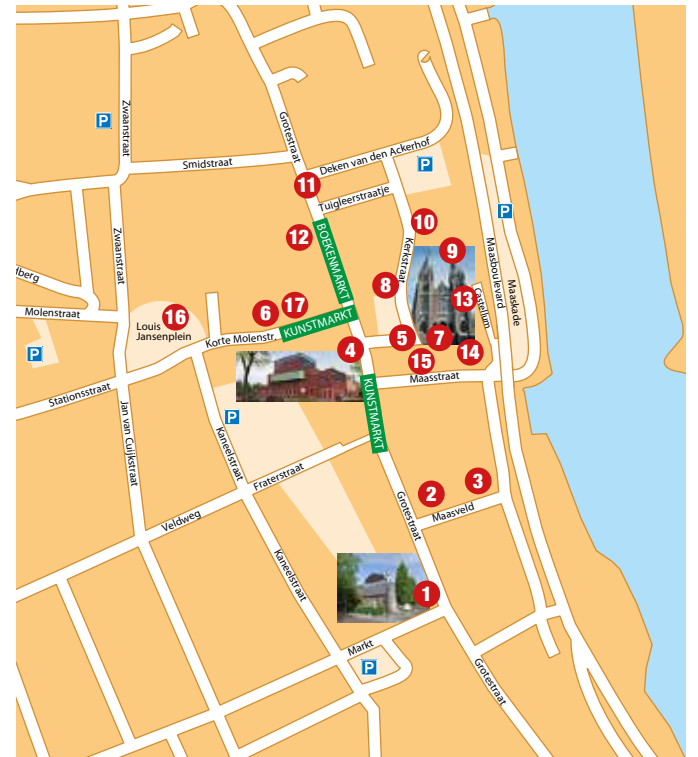 Zwaanstraat
Grotestraat
P
Smidstraat
Deken van den Ackerhof
P
11
Tuigleerstraatje
P
12
BOEKENMARKT
10
Kerkstraat
9
Maasboulevard
Zwaanstraat
8
13
Castellum
Maaskade
fberg
Molenstraat
16
Louis
Jansenplein
6
17
KUNSTMARKT
Korte Molenstr.
4
5
7
14
15
P
Maasstraat
Stationsstraat
KUNSTMARKT
Jan van Cuijkstraat
P
Kaneelstraat
Fraterstraat
Grotestraat
2
3
Maasveld
Veldweg
Kaneelstraat
1
Markt
P
Grotestraat